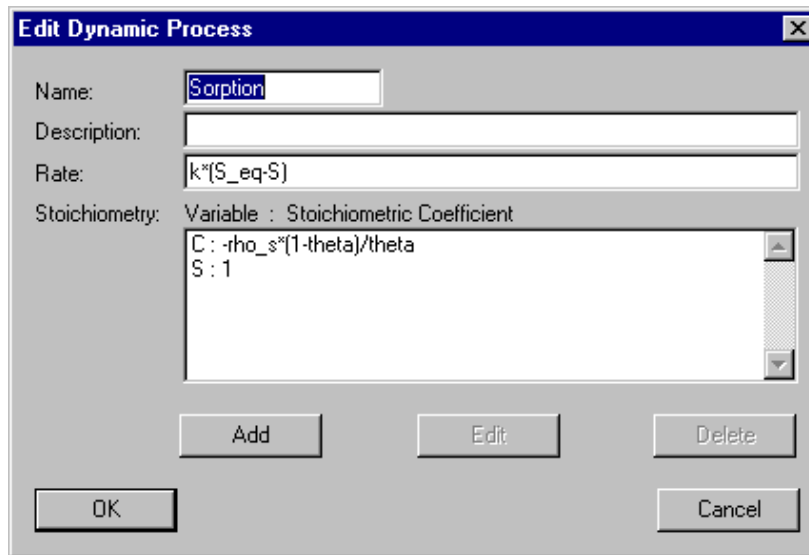 Edit Dynamic Process
Name: Sorption
Description:
Rate: k*(S_eq-S)
Stoichiometry: Variable : Stoichiometric Coefficient
C : -rho_s*(1-theta)/theta
S : 1
Add Edit Delete
OK Cancel